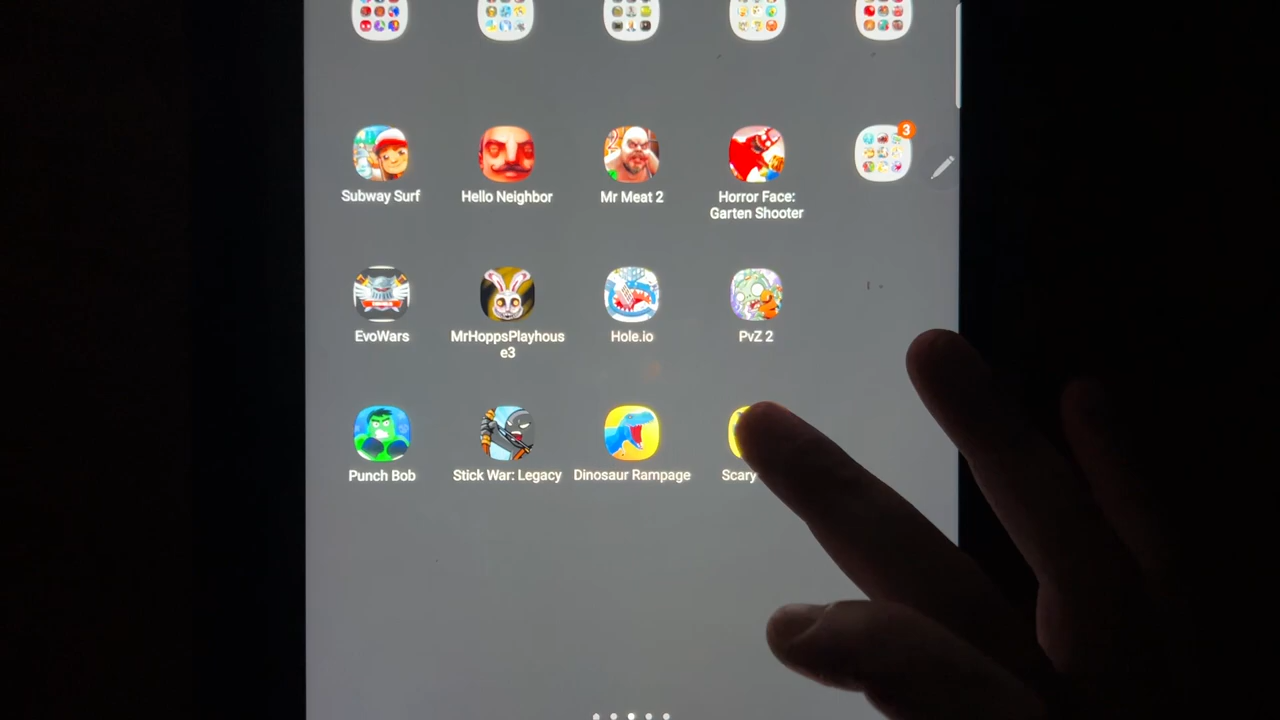 3
Subway Surf
Hello Neighbor
Mr Meat 2
Horror Face:
Garten Shooter
EvoWars
MrHoppsPlayhous
e3
Hole.io
PvZ 2
Punch Bob
Stick War: Legacy
Dinosaur Rampage
Scary